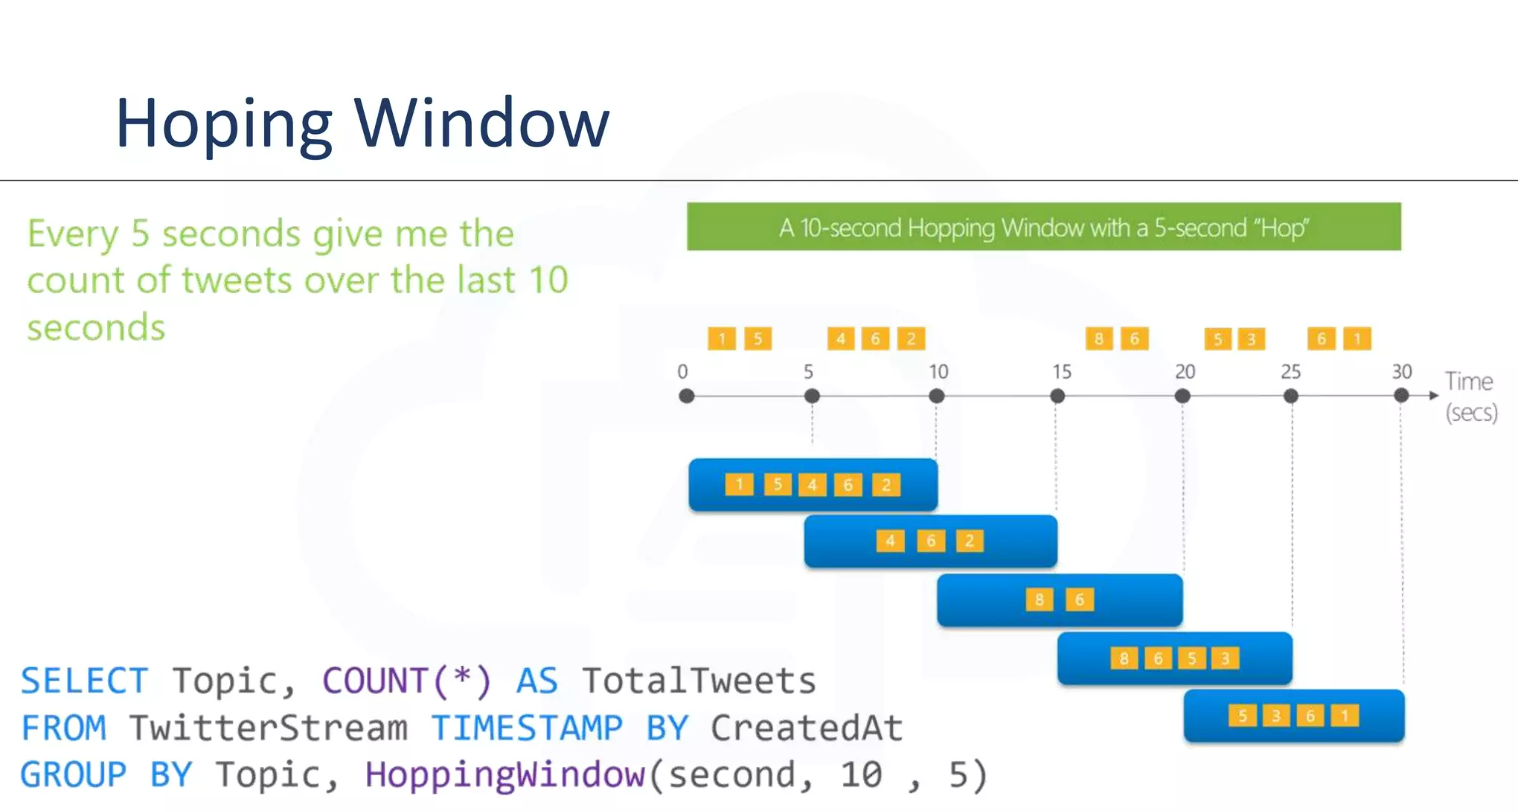 Hoping Window
Every 5 seconds give me the
count of tweets over the last 10
seconds
A 10-second Hopping Window with a 5-second “Hop”
1 5 4 6 2 8 6 5 3 6 1
0 5 10 15 20 25 30
Time
(secs)
1 5 4 6 2
4 6 2
8 6
8 6 5 3
5 3 6 1
SELECT Topic, COUNT(*) AS TotalTweets
FROM TwitterStream TIMESTAMP BY CreatedAt
GROUP BY Topic, HoppingWindow(second, 10 , 5)